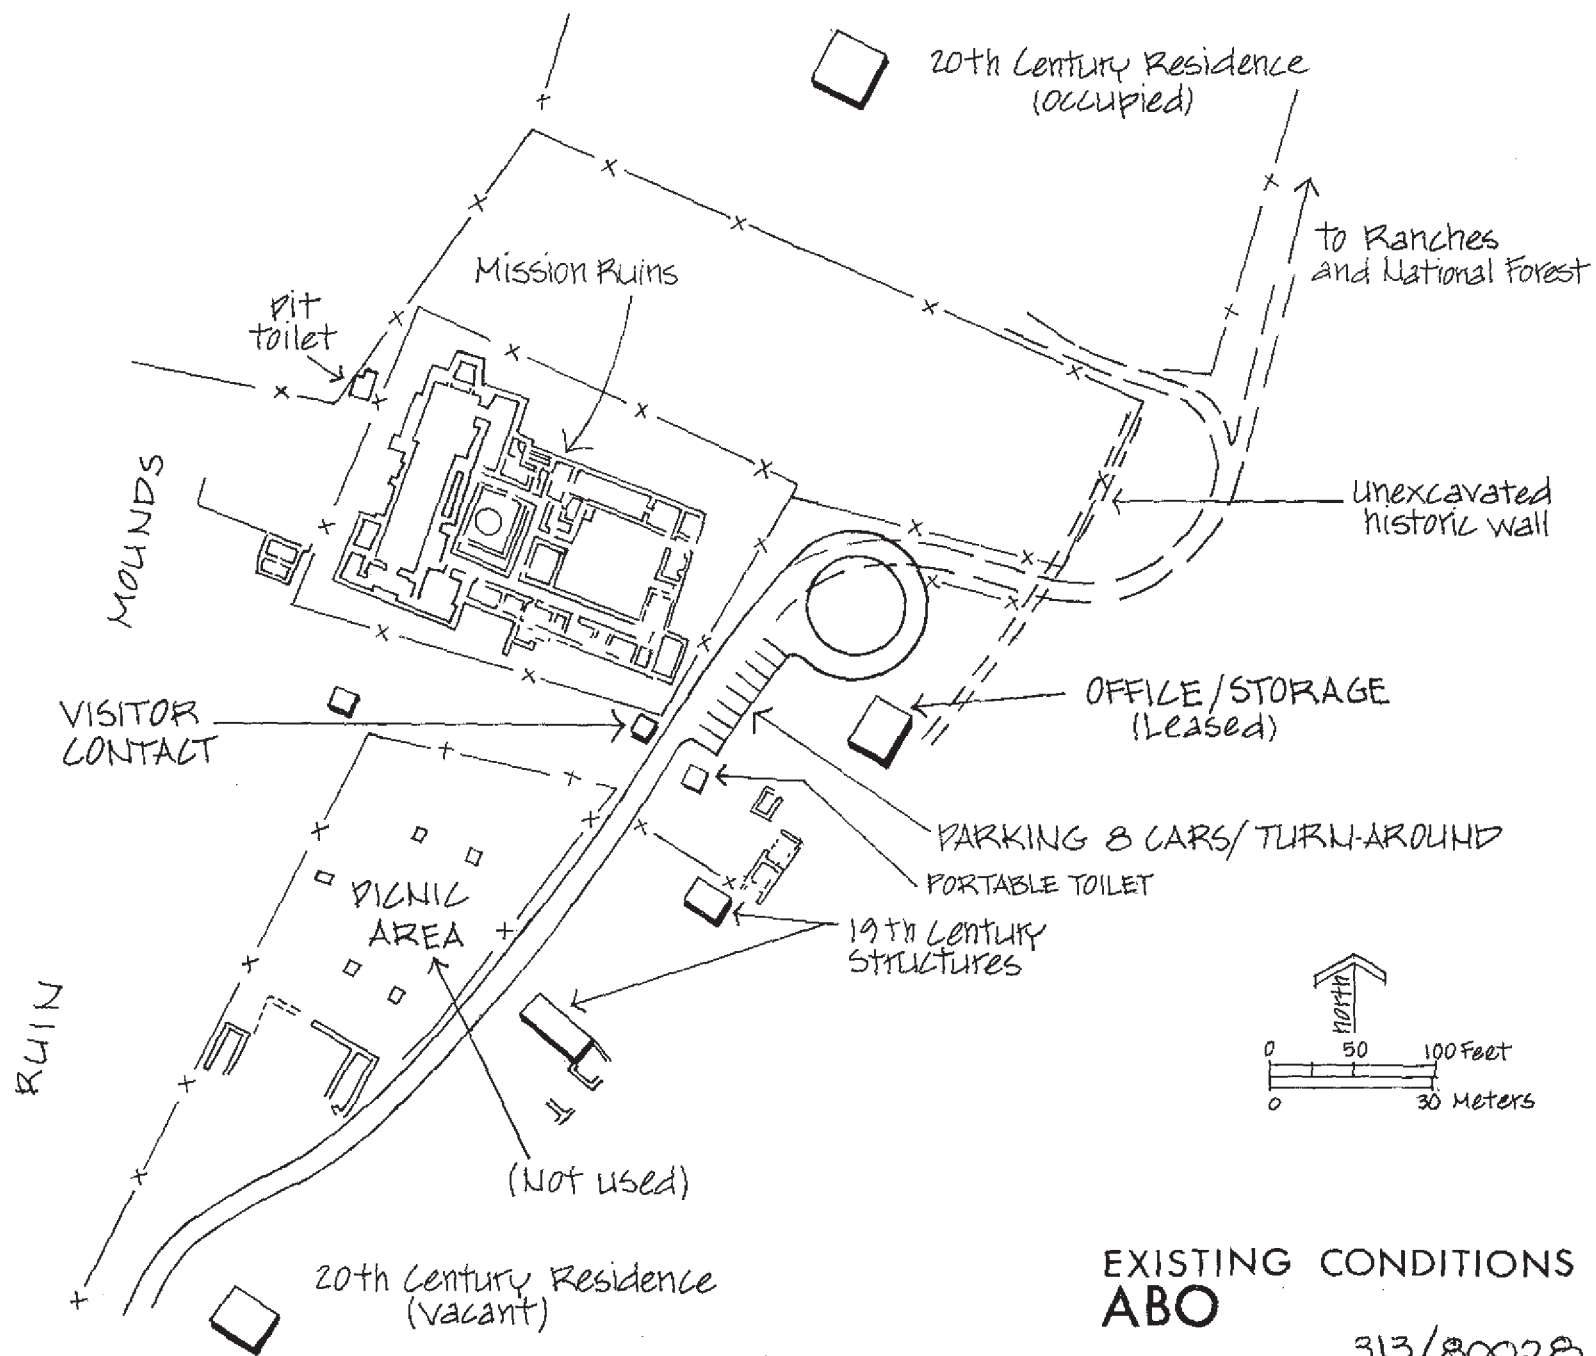 20th Century Residence
(Occupied)
to Ranches
and National Forest
Mission Ruins
pit
toilet
MOUNDS
Unexcavated
historic wall
OFFICE/STORAGE
(Leased)
VISITOR
CONTACT
PARKING 8 CARS/TURN-AROUND
PORTABLE TOILET
PICNIC
AREA
19th Century
Structures
RUIN
north
0 50 100 Feet
0 30 Meters
(Not used)
20th Century Residence
(Vacant)
EXISTING CONDITIONS
ABO
313/80028